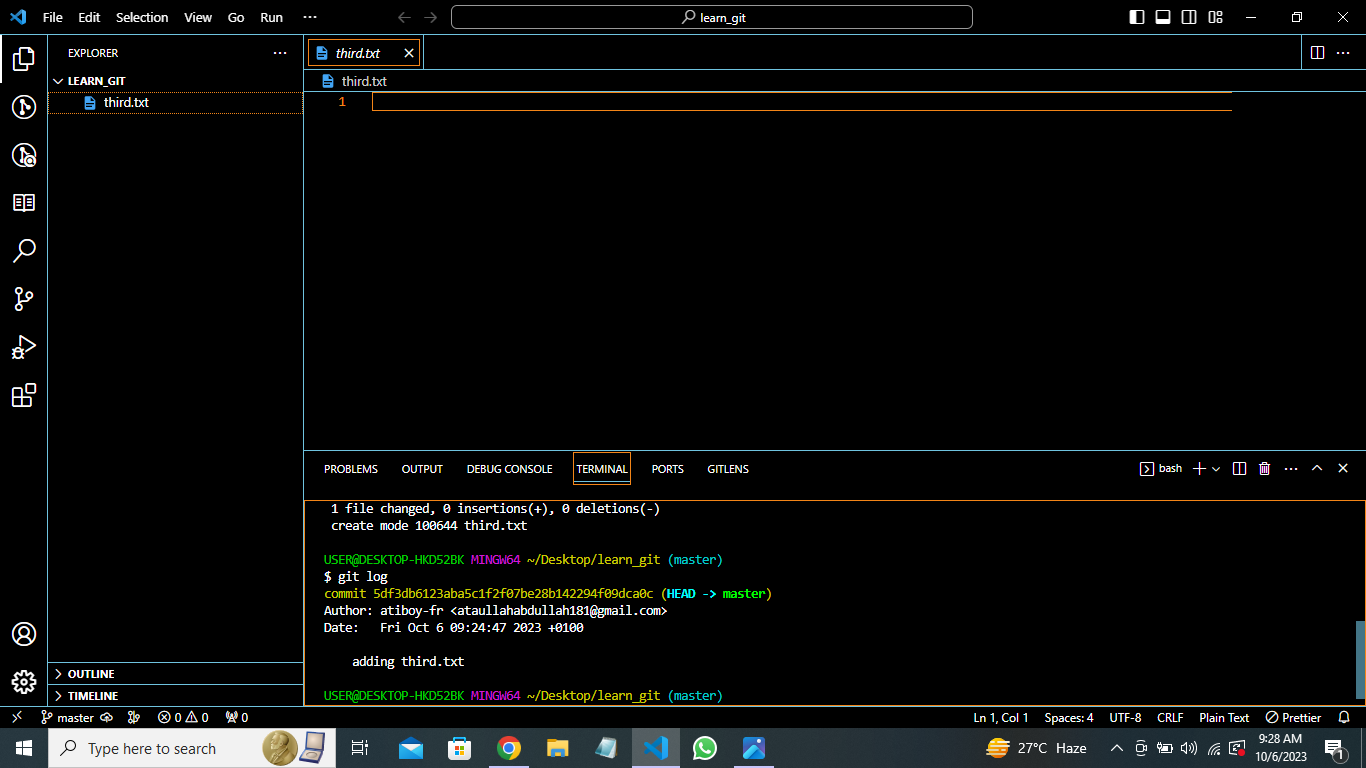 File Edit Selection View Go Run ··· learn_git
EXPLORER ···
LEARN_GIT
third.txt
third.txt
third.txt
1
PROBLEMS OUTPUT DEBUG CONSOLE TERMINAL PORTS GITLENS bash
1 file changed, 0 insertions(+), 0 deletions(-)
create mode 100644 third.txt
USER@DESKTOP-HKD52BK MINGW64 ~/Desktop/learn_git (master)
$ git log
commit 5df3db6123aba5c1f2f07be28b142294f09dca0c (HEAD -> master)
Author: atiboy-fr <ataullahabdullah181@gmail.com>
Date:   Fri Oct 6 09:24:47 2023 +0100
adding third.txt
USER@DESKTOP-HKD52BK MINGW64 ~/Desktop/learn_git (master)
OUTLINE
TIMELINE
master 0 0 0 Ln 1, Col 1 Spaces: 4 UTF-8 CRLF Plain Text Prettier
Type here to search 27°C Haze 9:28 AM
10/6/2023 1